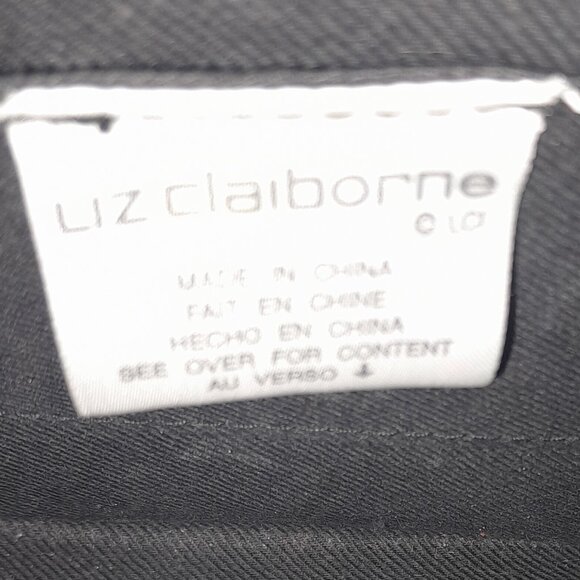 LIZ claiborne
© LCI
MADE IN CHINA
FAIT EN CHINE
HECHO EN CHINA
SEE OVER FOR CONTENT
AU VERSO ↓